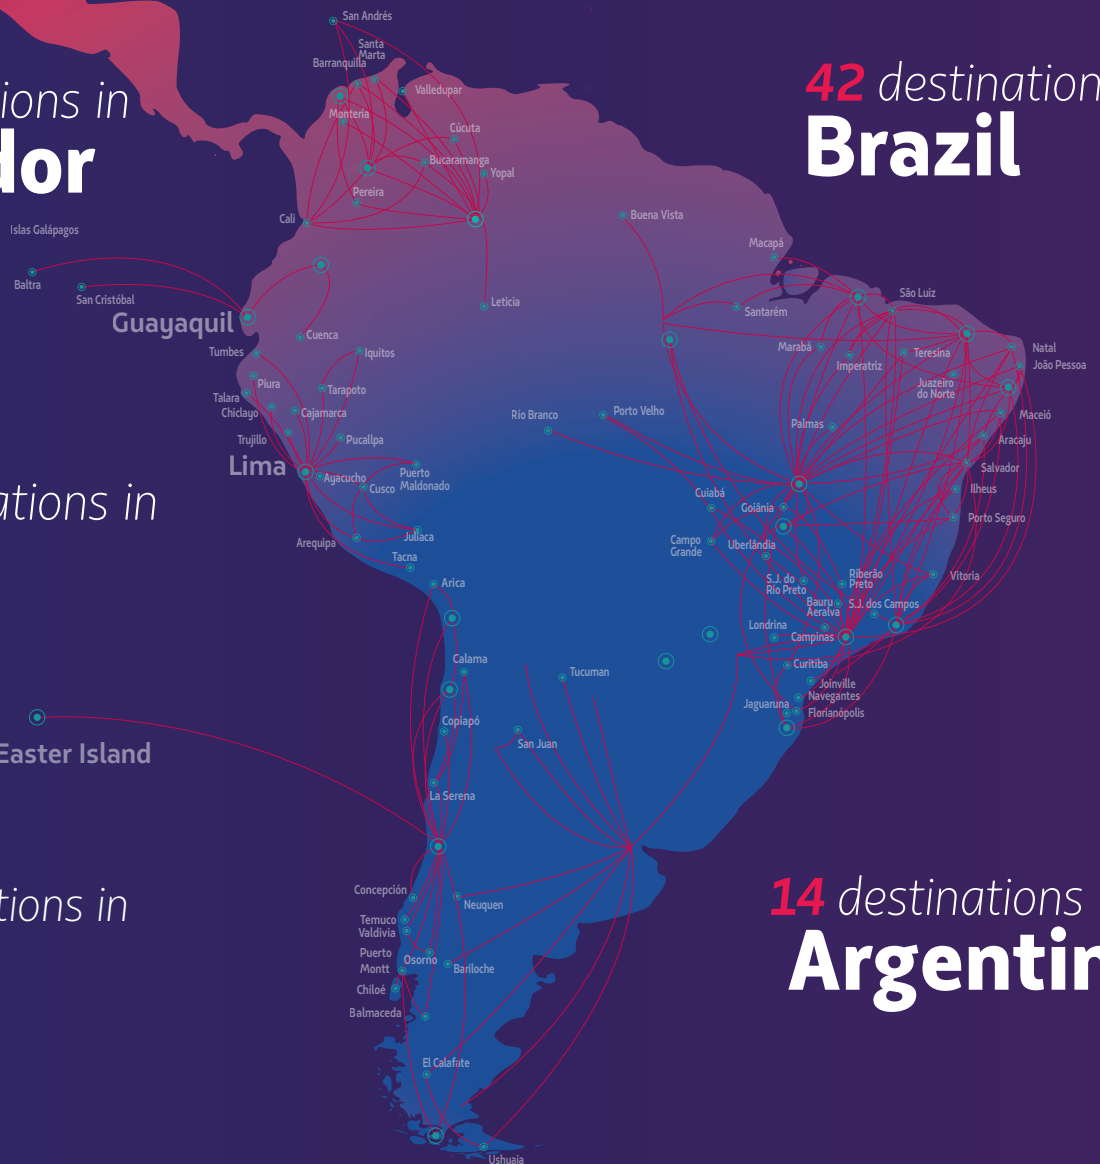 San Andrés
Santa
Marta
Barranquilla
Valledupar
Montería
Cúcuta
Bucaramanga
Yopal
Pereira
Cali
Leticia
42 destination
Brazil
ions in
dor
Islas Galápagos
Baltra
San Cristóbal
Guayaquil
Cuenca
Buena Vista
Macapá
São Luiz
Santarém
Tumbes
Iquitos
Piura
Tarapoto
Talara
Chiclayo
Cajamarca
Trujillo
Pucallpa
Lima
Ayacucho
Cusco
Puerto
Maldonado
Arequipa
Juliaca
Tacna
Marabá
Imperatriz
Teresina
Natal
João Pessoa
Juazeiro
do Norte
Río Branco
Porto Velho
Palmas
Maceió
Aracaju
Salvador
Ilheus
Porto Seguro
Cuiabá
Goiânia
Campo
Grande
Uberlândia
S.J. do
Rio Preto
Riberão
Preto
Vitoria
Bauru
Aeralva
S.J. dos Campos
Londrina
Campinas
Curitiba
Joinville
Navegantes
Jaguaruna
Florianópolis
ations in
Arica
Calama
Tucuman
Copiapó
San Juan
La Serena
Easter Island
Concepción
Neuquen
Temuco
Valdivia
Puerto
Montt
Osorno
Bariloche
Chiloé
Balmaceda
El Calafate
Ushuaia
tions in
14 destinations
Argentin